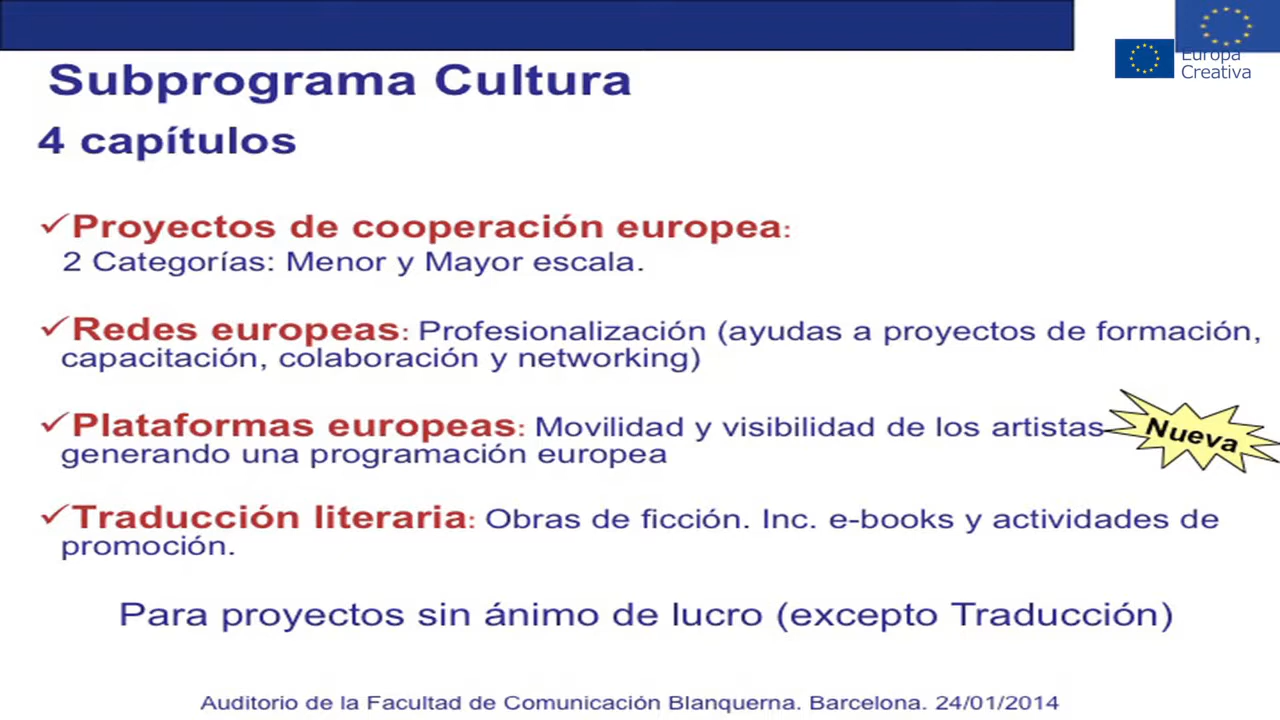 Europa
Creativa
Subprograma Cultura
4 capítulos
✓Proyectos de cooperación europea:
2 Categorías: Menor y Mayor escala.
✓Redes europeas: Profesionalización (ayudas a proyectos de formación,
capacitación, colaboración y networking)
✓Plataformas europeas: Movilidad y visibilidad de los artistas
generando una programación europea
Nueva
✓Traducción literaria: Obras de ficción. Inc. e-books y actividades de
promoción.
Para proyectos sin ánimo de lucro (excepto Traducción)
Auditorio de la Facultad de Comunicación Blanquerna. Barcelona. 24/01/2014